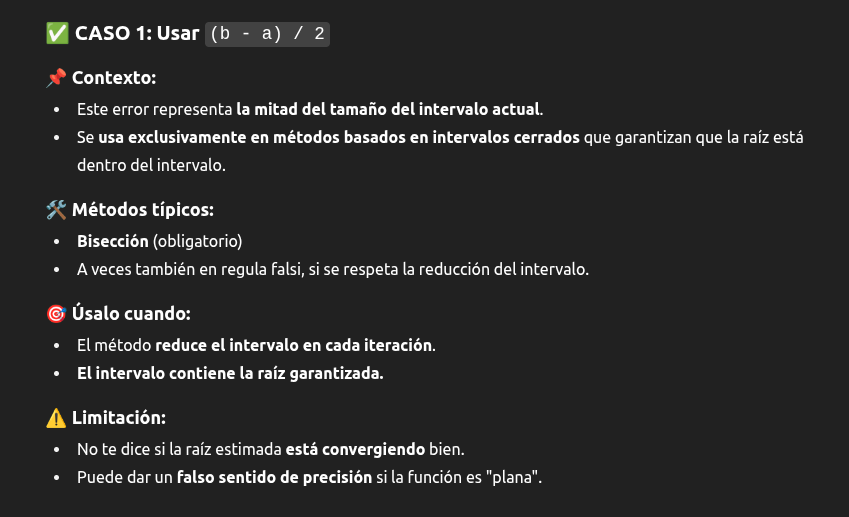 ✅ CASO 1: Usar (b - a) / 2
📌 Contexto:
• Este error representa la mitad del tamaño del intervalo actual.
• Se usa exclusivamente en métodos basados en intervalos cerrados que garantizan que la raíz está
dentro del intervalo.
🛠️ Métodos típicos:
• Bisección (obligatorio)
• A veces también en regula falsi, si se respeta la reducción del intervalo.
🎯 Úsalo cuando:
• El método reduce el intervalo en cada iteración.
• El intervalo contiene la raíz garantizada.
⚠️ Limitación:
• No te dice si la raíz estimada está convergiendo bien.
• Puede dar un falso sentido de precisión si la función es "plana".